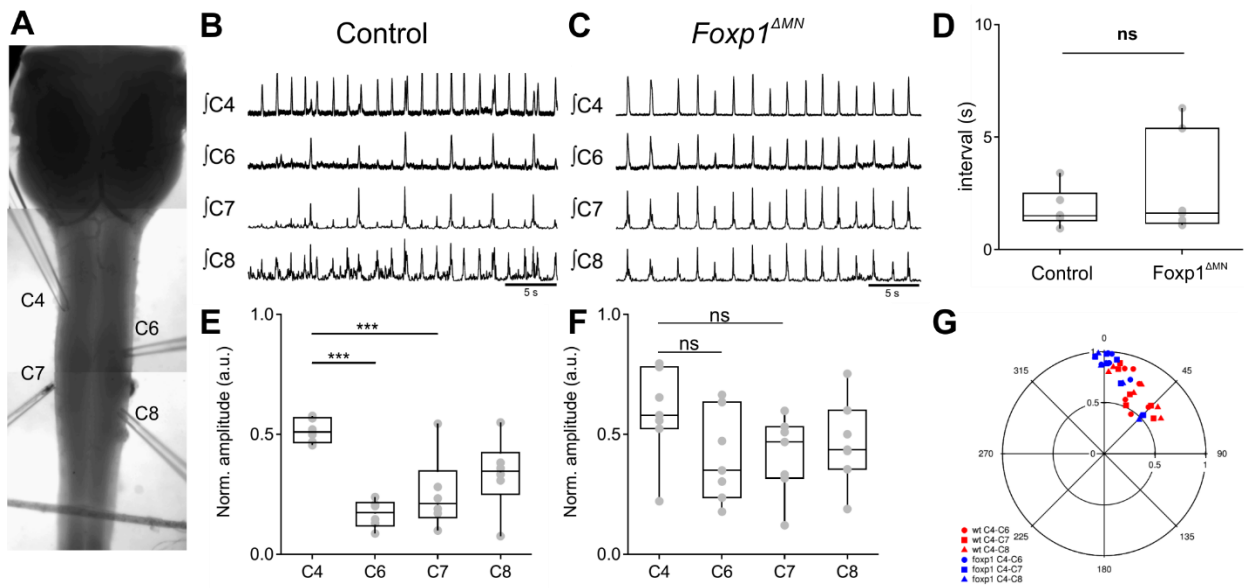 A
C4
C6
C7
C8
B
Control
∫C4
∫C6
∫C7
∫C8
5 s
C
Foxp1ΔMN
∫C4
∫C6
∫C7
∫C8
5 s
D
ns
interval (s)
10
5
0
Control
Foxp1ΔMN
E
***
***
Norm. amplitude (a.u.)
1.0
0.5
0.0
C4 C6 C7 C8
F
ns
ns
Norm. amplitude (a.u.)
1.0
0.5
0.0
C4 C6 C7 C8
G
0
315
45
1
0.5
270
0
0.5
1
90
225
135
180
wt C4-C6
wt C4-C7
wt C4-C8
foxp1 C4-C6
foxp1 C4-C7
foxp1 C4-C8